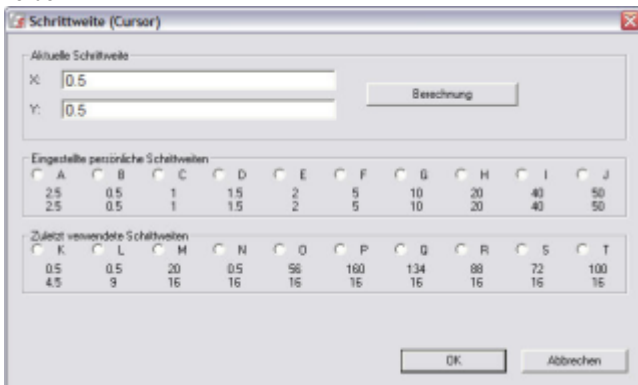 Schrittweite (Cursor)
Aktuelle Schrittweite
X: 0.5
Berechnung
Y: 0.5
Eingestellte persönliche Schrittweiten
A B C D E F G H I J
2.5 0.5 1 1.5 2 5 10 20 40 50
2.5 0.5 1 1.5 2 5 10 20 40 50
Zuletzt verwendete Schrittweiten
K L M N O P Q R S T
0.5 0.5 20 0.5 56 160 134 88 72 100
4.5 9 16 16 16 16 16 16 16 16
OK Abbrechen